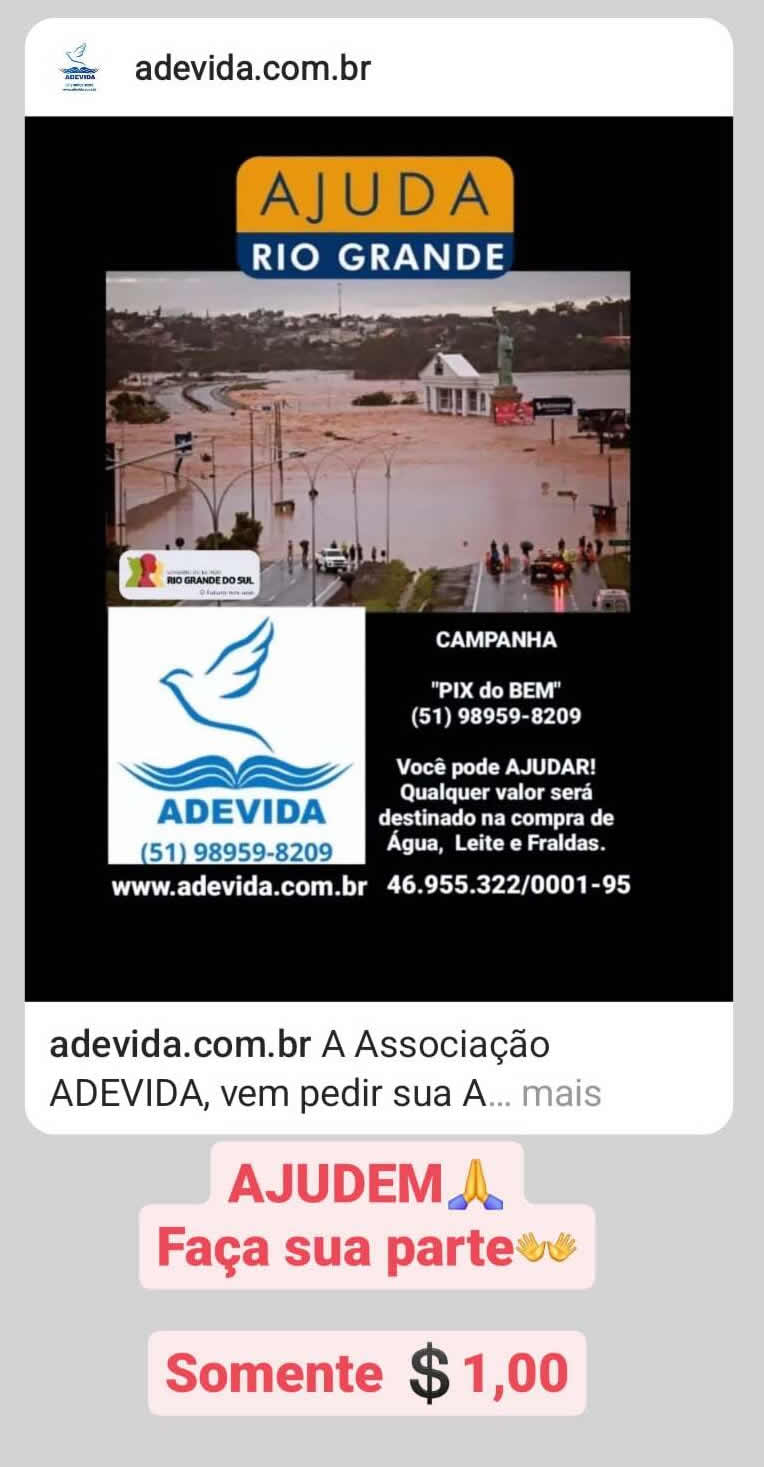 ADEVIDA
adevida.com.br
AJUDA
RIO GRANDE
RIO GRANDE DO SUL
O futuro nos une
CAMPANHA
"PIX do BEM"
(51) 98959-8209
Você pode AJUDAR!
Qualquer valor será
destinado na compra de
Água, Leite e Fraldas.
ADEVIDA
(51) 98959-8209
www.adevida.com.br 46.955.322/0001-95
adevida.com.br A Associação
ADEVIDA, vem pedir sua A... mais
AJUDEM🙏
Faça sua parte👐
Somente 💲1,00